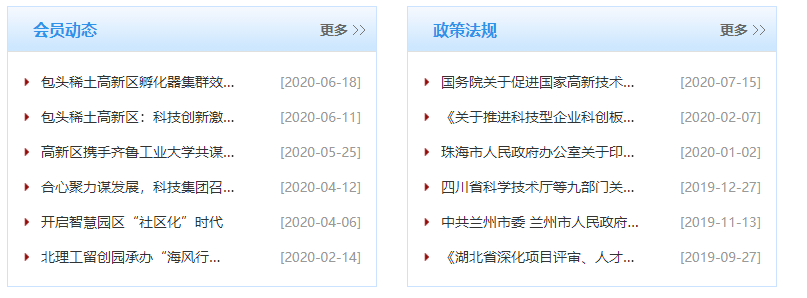 会员动态 更多 >>
包头稀土高新区孵化器集群效... [2020-06-18]
包头稀土高新区：科技创新激... [2020-06-11]
高新区携手齐鲁工业大学共谋... [2020-05-25]
合心聚力谋发展，科技集团召... [2020-04-12]
开启智慧园区“社区化”时代 [2020-04-06]
北理工留创园承办“海风行... [2020-02-14]
政策法规 更多 >>
国务院关于促进国家高新技术... [2020-07-15]
《关于推进科技型企业科创板... [2020-02-07]
珠海市人民政府办公室关于印... [2020-01-02]
四川省科学技术厅等九部门关... [2019-12-27]
中共兰州市委 兰州市人民政府... [2019-11-13]
《湖北省深化项目评审、人才... [2019-09-27]